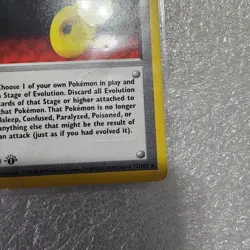 Choose 1 of your own Pokémon in play and
Stage of Evolution. Discard all Evolution
cards of that Stage or higher attached to
that Pokémon. That Pokémon is no longer
Asleep, Confused, Paralyzed, Poisoned, or
anything else that might be the result of
an attack (just as if you had evolved it).